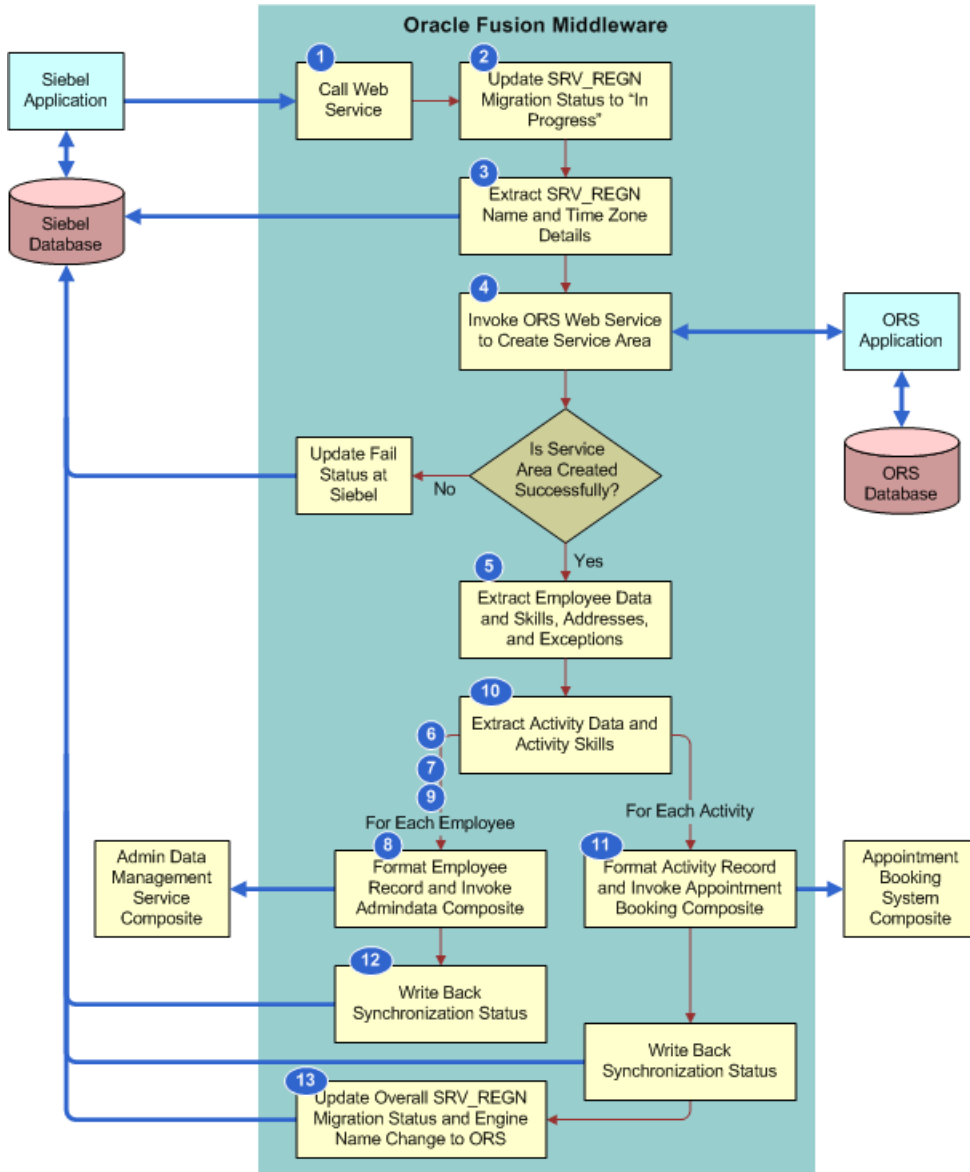 Oracle Fusion Middleware
Siebel
Application
1
Call Web
Service
2
Update SRV_REGN
Migration Status to “In
Progress”
3
Extract SRV_REGN
Name and Time Zone
Details
Siebel
Database
4
Invoke ORS Web Service
to Create Service Area
ORS
Application
ORS
Database
Is Service
Area Created
Successfully?
No
Update Fail
Status at
Siebel
Yes
5
Extract Employee Data
and Skills, Addresses,
and Exceptions
10
Extract Activity Data and
Activity Skills
6
7
9
For Each Employee
For Each Activity
8
Format Employee
Record and Invoke
Admindata Composite
Admin Data
Management
Service
Composite
11
Format Activity Record
and Invoke Appointment
Booking Composite
Appointment
Booking
System
Composite
12
Write Back
Synchronization Status
Write Back
Synchronization Status
13
Update Overall SRV_REGN
Migration Status and Engine
Name Change to ORS